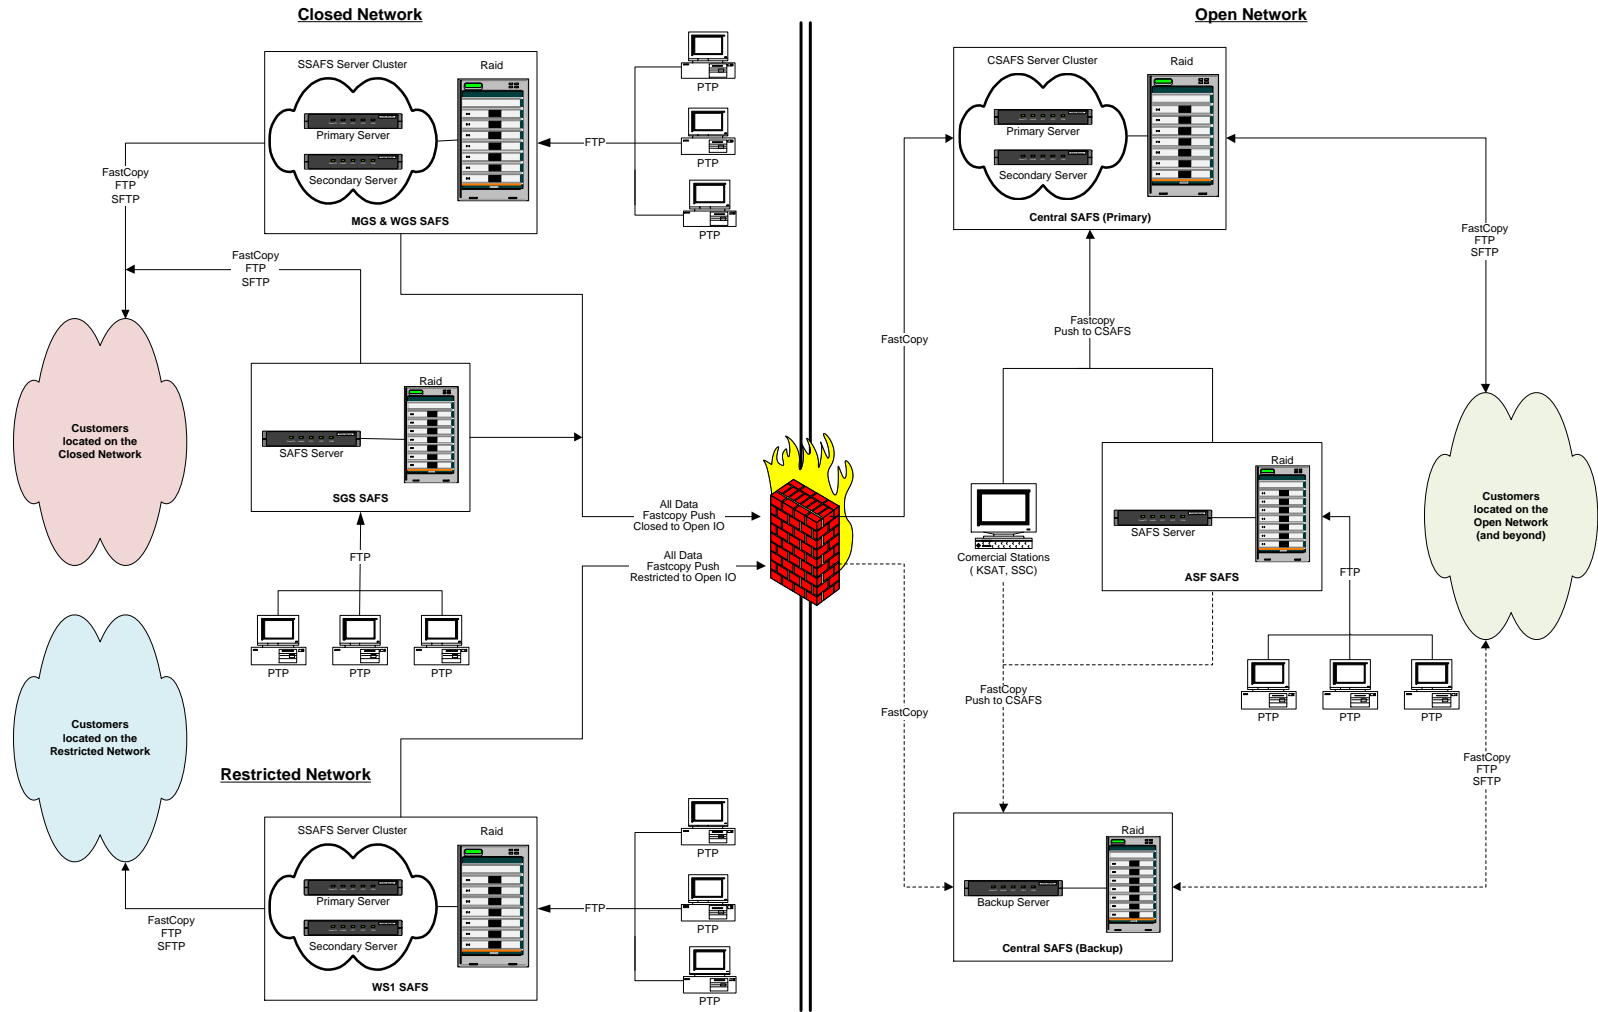 Closed Network
SSAFS Server Cluster
Raid
Primary Server
Secondary Server
MGS & WGS SAFS
FTP
PTP
PTP
PTP
FastCopy
FTP
SFTP
FastCopy
FTP
SFTP
Customers
located on the
Closed Network
Raid
SAFS Server
SGS SAFS
FTP
PTP
PTP
PTP
All Data
Fastcopy Push
Closed to Open IO
All Data
Fastcopy Push
Restricted to Open IO
Customers
located on the
Restricted Network
Restricted Network
SSAFS Server Cluster
Raid
Primary Server
Secondary Server
WS1 SAFS
FTP
PTP
PTP
PTP
FastCopy
FTP
SFTP
Open Network
CSAFS Server Cluster
Raid
Primary Server
Secondary Server
Central SAFS (Primary)
FastCopy
FTP
SFTP
Fastcopy
Push to CSAFS
FastCopy
Comercial Stations
( KSAT, SSC)
Raid
SAFS Server
ASF SAFS
FTP
PTP
PTP
PTP
Customers
located on the
Open Network
(and beyond)
FastCopy
Push to CSAFS
FastCopy
FastCopy
FTP
SFTP
Raid
Backup Server
Central SAFS (Backup)